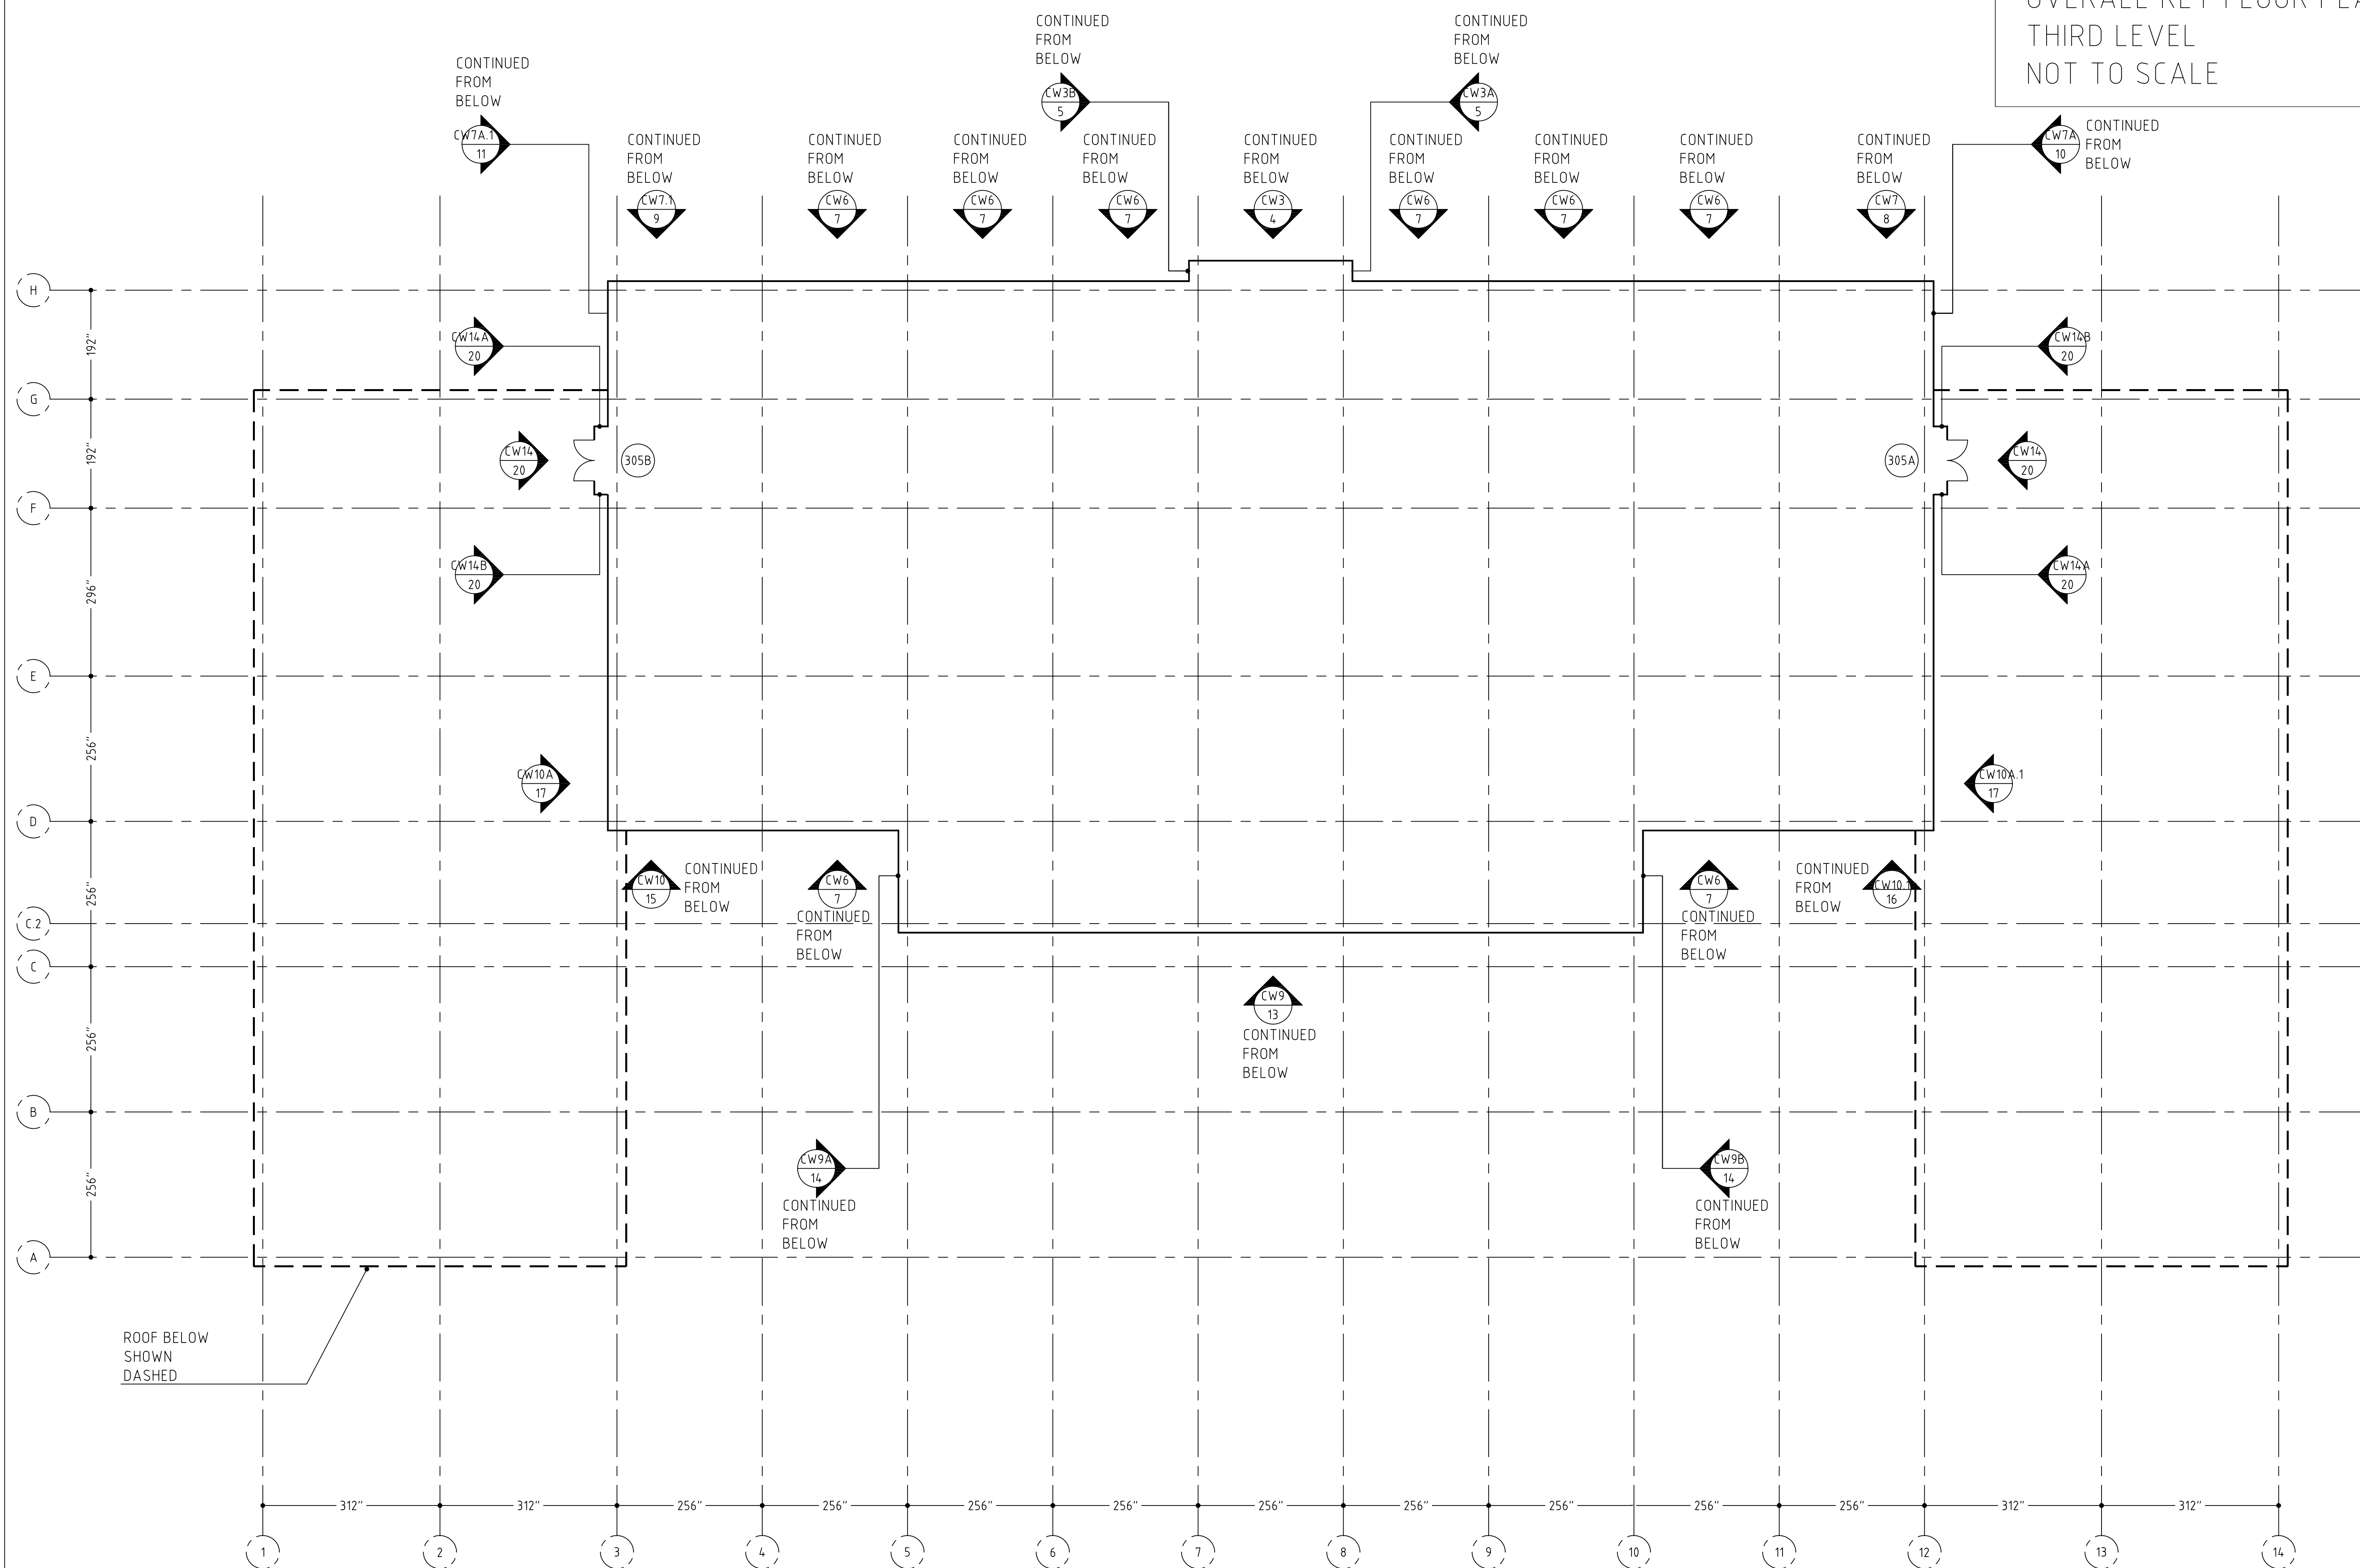 OVERALL KEY FLOOR
THIRD LEVEL
NOT TO SCALE
CONTINUED
FROM
BELOW
CW3B
5
CONTINUED
FROM
BELOW
CW3A
5
CONTINUED
FROM
BELOW
CW7A.1
11
CW7A
10
CONTINUED
FROM
BELOW
CONTINUED
FROM
BELOW
CW7.1
9
CONTINUED
FROM
BELOW
CW6
7
CONTINUED
FROM
BELOW
CW6
7
CONTINUED
FROM
BELOW
CW6
7
CONTINUED
FROM
BELOW
CW3
4
CONTINUED
FROM
BELOW
CW6
7
CONTINUED
FROM
BELOW
CW6
7
CONTINUED
FROM
BELOW
CW6
7
CONTINUED
FROM
BELOW
CW7
8
H
192"
CW14A
20
CW14B
20
G
192"
CW14
20
305B
305A
CW14
20
F
296"
CW14B
20
CW14A
20
E
256"
CW10A
17
CW10A.1
17
D
256"
CW10
15
CONTINUED
FROM
BELOW
CW6
7
CONTINUED
FROM
BELOW
CW6
7
CONTINUED
FROM
BELOW
CONTINUED
FROM
BELOW
CW10.1
16
C.2
C
256"
CW9
13
CONTINUED
FROM
BELOW
B
256"
CW9A
14
CONTINUED
FROM
BELOW
CW9B
14
CONTINUED
FROM
BELOW
A
ROOF BELOW
SHOWN
DASHED
312" 312" 256" 256" 256" 256" 256" 256" 256" 256" 256" 312" 312"
1 2 3 4 5 6 7 8 9 10 11 12 13 14